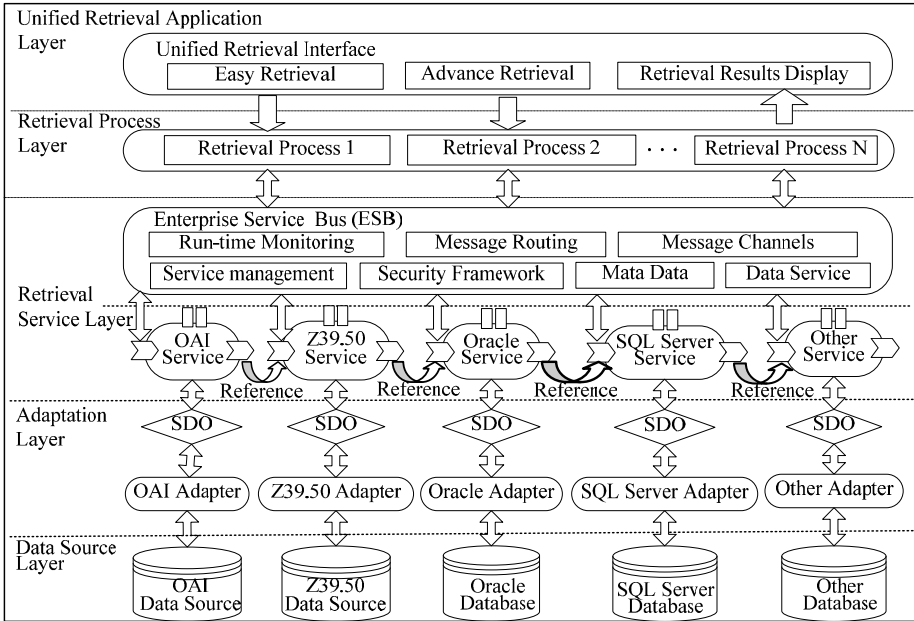 Unified Retrieval Application
Layer
Unified Retrieval Interface
Easy Retrieval
Advance Retrieval
Retrieval Results Display
Retrieval Process
Layer
Retrieval Process 1
Retrieval Process 2
. . .
Retrieval Process N
Enterprise Service Bus (ESB)
Run-time Monitoring
Message Routing
Message Channels
Service management
Security Framework
Mata Data
Data Service
Retrieval
Service Layer
OAI
Service
Z39.50
Service
Oracle
Service
SQL Server
Service
Other
Service
Reference
Reference
Reference
Reference
Adaptation
Layer
SDO
SDO
SDO
SDO
SDO
OAI Adapter
Z39.50 Adapter
Oracle Adapter
SQL Server Adapter
Other Adapter
Data Source
Layer
OAI
Data Source
Z39.50
Data Source
Oracle
Database
SQL Server
Database
Other
Database